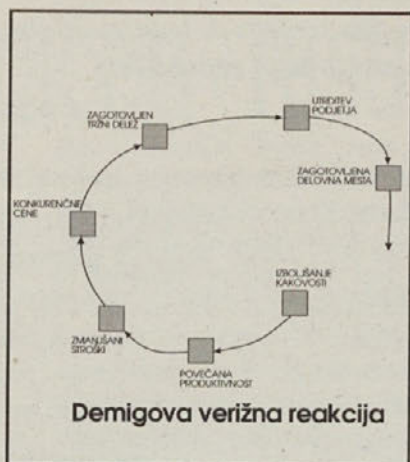 ZAGOTOVLJEN
TRŽNI DELEŽ
UTRDITEV
PODJETJA
ZAGOTOVLJENA
DELOVNA MESTA
KONKURENČNE
CENE
IZBOLJŠANJE
KAKOVOSTI
ZMANJŠANI
STROŠKI
POVEČANA
PRODUKTIVNOST
Demigova verižna reakcija